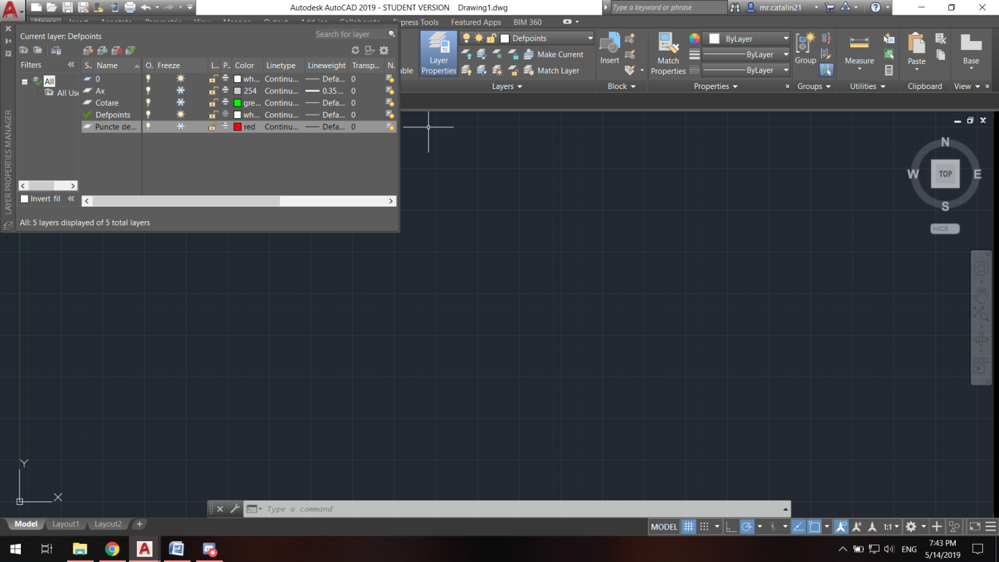 Autodesk AutoCAD 2019 - STUDENT VERSION Drawing1.dwg
Type a keyword or phrase
mr.catalin21
Express Tools Featured Apps BIM 360
Current layer: Defpoints
Search for layer
Filters
S.. Name O. Freeze L... P.. Color Linetype Lineweight Transp... N.
All
All Use
0 wh... Continu... Defa... 0
Ax 254 Continu... 0.35... 0
Cotare gre... Continu... Defa... 0
Defpoints wh... Continu... Defa... 0
Puncte de... red Continu... Defa... 0
Invert fil
All: 5 layers displayed of 5 total layers
LAYER PROPERTIES MANAGER
able
Layer
Properties
Defpoints
Make Current
Match Layer
Layers
Insert
Block
Match
Properties
ByLayer
ByLayer
ByLayer
Properties
Group
Groups
Measure
Utilities
Paste
Clipboard
Base
View
N
W TOP E
S
WCS
Y
X
Type a command
Model Layout1 Layout2 +
MODEL 1:1
ENG
7:43 PM
5/14/2019